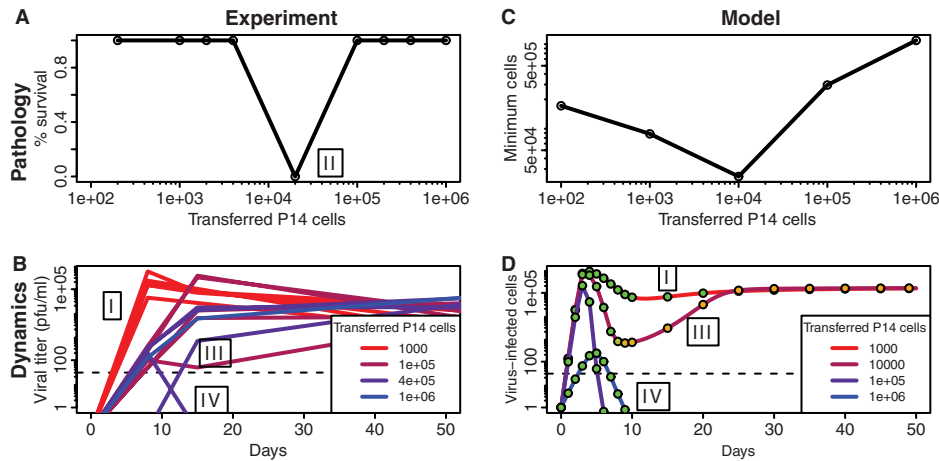 A
Experiment
Pathology
% survival
0.0
0.4
0.8
II
1e+02
1e+03
1e+04
1e+05
1e+06
Transferred P14 cells
C
Model
Minimum cells
5e+04
5e+05
1e+02
1e+03
1e+04
1e+05
1e+06
Transferred P14 cells
B
Dynamics
Viral titer (pfu/ml)
1
100
1e+05
I
III
IV
Transferred P14 cells
1000
1e+05
4e+05
1e+06
0
10
20
30
40
50
Days
D
Virus−infected cells
1
100
1e+05
I
III
IV
Transferred P14 cells
1000
10000
1e+05
1e+06
0
10
20
30
40
50
Days